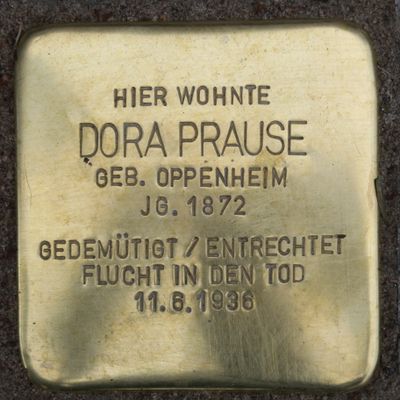 HIER WOHNTE
DORA PRAUSE
GEB. OPPENHEIM
JG. 1872
GEDEMÜTIGT / ENTRECHTET
FLUCHT IN DEN TOD
11.6.1936